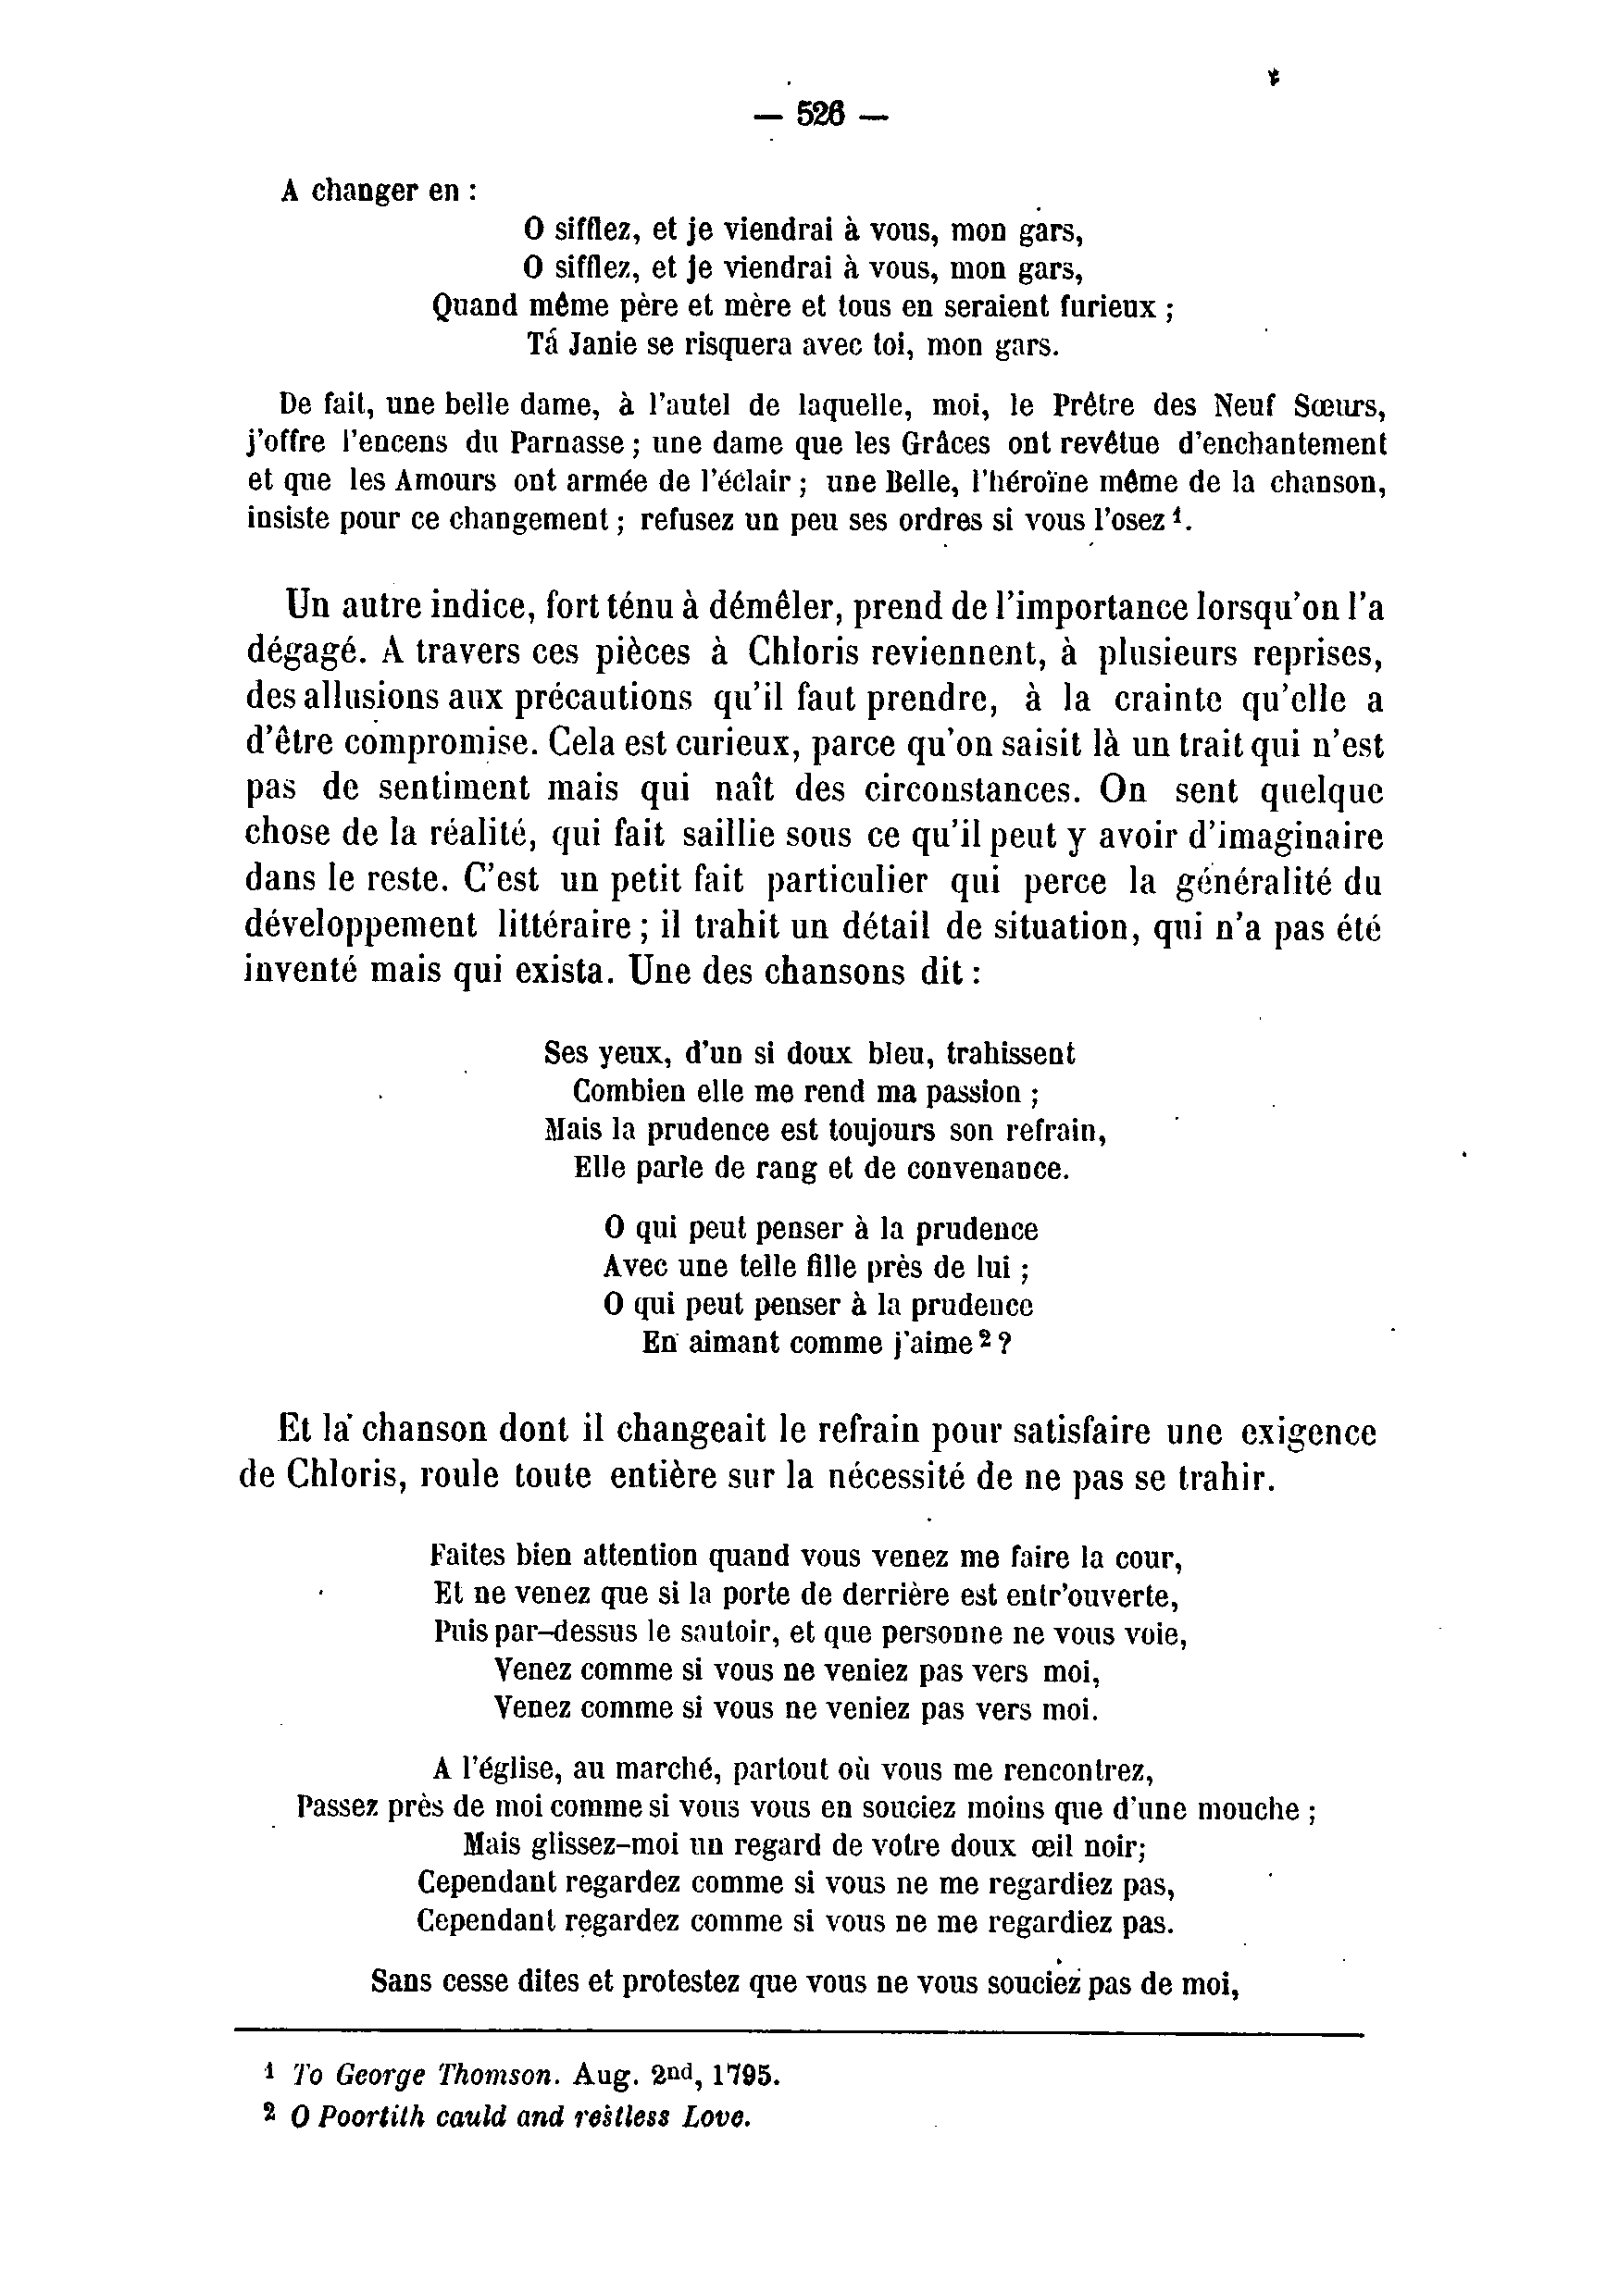 — 526 —
A changer en :
O sifflez, et je viendrai à vous, mon gars,
O sifflez, et je viendrai à vous, mon gars,
Quand même père et mère et tous en seraient furieux ;
Ta Janie se risquera avec toi, mon gars.
De fait, une belle dame, à l'autel de laquelle, moi, le Prêtre des Neuf Sœurs,
j'offre l'encens du Parnasse ; une dame que les Grâces ont revêtue d'enchantement
et que les Amours ont armée de l'éclair ; une Belle, l'héroïne même de la chanson,
insiste pour ce changement ; refusez un peu ses ordres si vous l'osez ¹.
Un autre indice, fort ténu à démêler, prend de l'importance lorsqu'on l'a
dégagé. A travers ces pièces à Chloris reviennent, à plusieurs reprises,
des allusions aux précautions qu'il faut prendre, à la crainte qu'elle a
d'être compromise. Cela est curieux, parce qu'on saisit là un trait qui n'est
pas de sentiment mais qui naît des circonstances. On sent quelque
chose de la réalité, qui fait saillie sous ce qu'il peut y avoir d'imaginaire
dans le reste. C'est un petit fait particulier qui perce la généralité du
développement littéraire ; il trahit un détail de situation, qui n'a pas été
inventé mais qui exista. Une des chansons dit :
Ses yeux, d'un si doux bleu, trahissent
Combien elle me rend ma passion ;
Mais la prudence est toujours son refrain,
Elle parle de rang et de convenance.
O qui peut penser à la prudence
Avec une telle fille près de lui ;
O qui peut penser à la prudence
En aimant comme j'aime ² ?
Et la chanson dont il changeait le refrain pour satisfaire une exigence
de Chloris, roule toute entière sur la nécessité de ne pas se trahir.
Faites bien attention quand vous venez me faire la cour,
Et ne venez que si la porte de derrière est entr'ouverte,
Puis par-dessus le sautoir, et que personne ne vous voie,
Venez comme si vous ne veniez pas vers moi,
Venez comme si vous ne veniez pas vers moi.
A l'église, au marché, partout où vous me rencontrez,
Passez près de moi comme si vous vous en souciez moins que d'une mouche ;
Mais glissez-moi un regard de votre doux œil noir;
Cependant regardez comme si vous ne me regardiez pas,
Cependant regardez comme si vous ne me regardiez pas.
Sans cesse dites et protestez que vous ne vous souciez pas de moi,
¹ To George Thomson. Aug. 2nd, 1795.
² O Poortith cauld and restless Love.